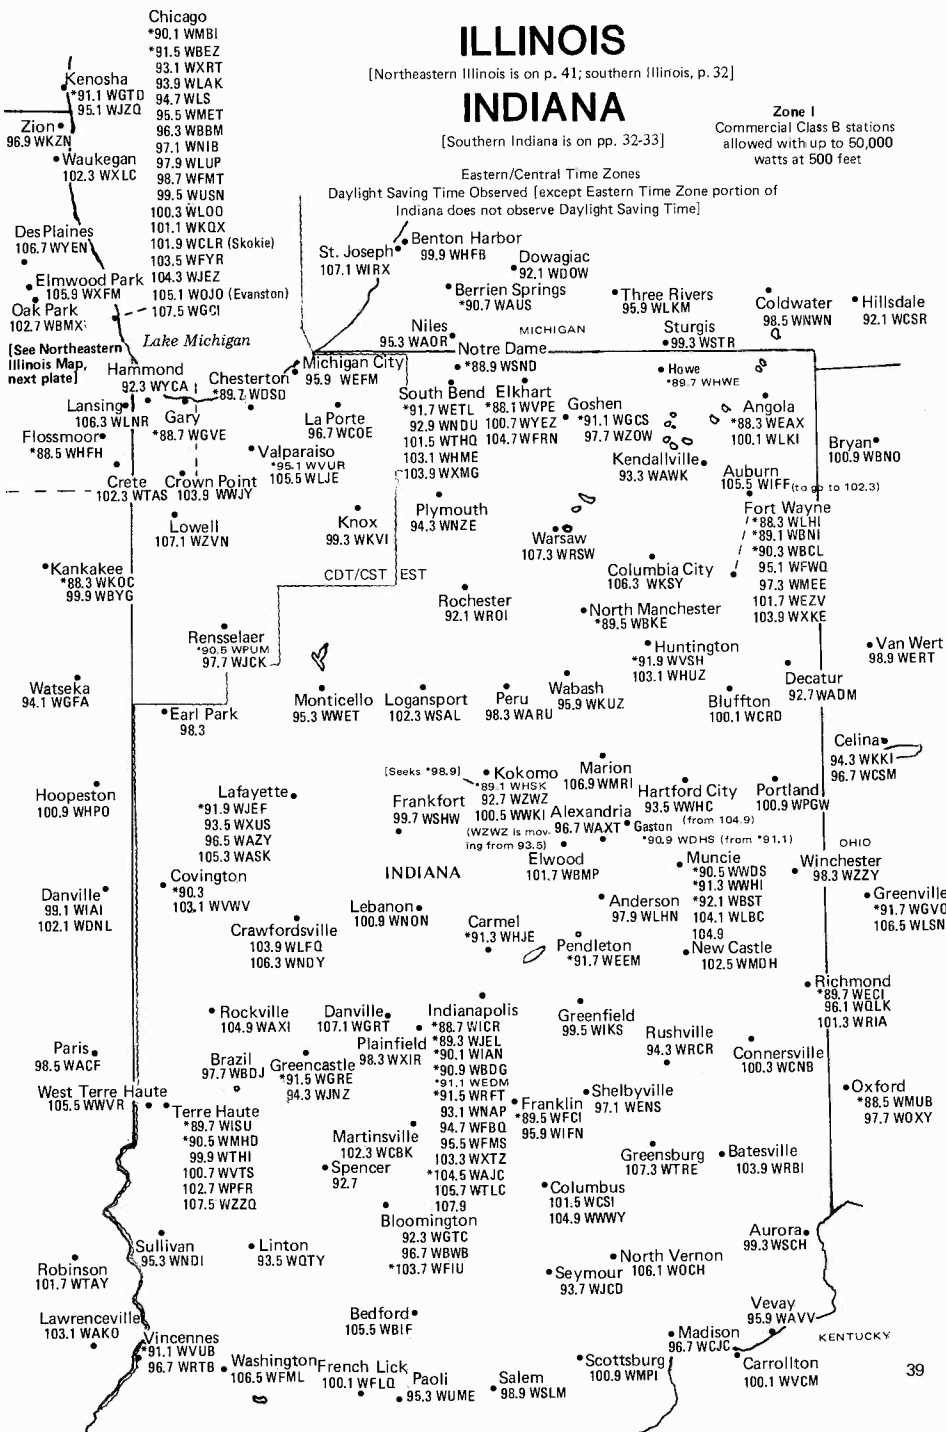 ILLINOIS
[Northeastern Illinois is on p. 41; southern Illinois, p. 32]
INDIANA
[Southern Indiana is on pp. 32-33]
Zone I
Commercial Class B stations
allowed with up to 50,000
watts at 500 feet
Eastern/Central Time Zones
Daylight Saving Time Observed [except Eastern Time Zone portion of
Indiana does not observe Daylight Saving Time]
Chicago
*90.1 WMBI
*91.5 WBEZ
93.1 WXRT
93.9 WLAK
94.7 WLS
95.5 WMET
96.3 WBBM
97.1 WNIB
97.9 WLUP
98.7 WFMT
99.5 WUSN
100.3 WLOO
101.1 WKQX
101.9 WCLR (Skokie)
103.5 WFYR
104.3 WJEZ
105.1 WOJO (Evanston)
107.5 WGCI
Kenosha
*91.1 WGTD
95.1 WJZQ
Zion
96.9 WKZN
Waukegan
102.3 WXLC
Des Plaines
106.7 WYEN
Elmwood Park
105.9 WXFM
Oak Park
102.7 WBMX
[See Northeastern
Illinois Map,
next plate]
Lake Michigan
St. Joseph
107.1 WIRX
Benton Harbor
99.9 WHFB
Dowagiac
92.1 WDOW
Berrien Springs
*90.7 WAUS
Three Rivers
95.9 WLKM
Coldwater
98.5 WNWN
Hillsdale
92.1 WCSR
Niles
95.3 WAOR
MICHIGAN
Sturgis
99.3 WSTR
Notre Dame
*88.9 WSND
Howe
*89.7 WHWE
Hammond
92.3 WYCA
Chesterton
*89.7 WDSD
Michigan City
95.9 WEFM
South Bend
*91.7 WETL
92.9 WNDU
101.5 WTHQ
103.1 WHME
103.9 WXMG
Elkhart
*88.1 WVPE
100.7 WYEZ
104.7 WFRN
Goshen
*91.1 WGCS
97.7 WZOW
Angola
*88.3 WEAX
100.1 WLKI
Bryan
100.9 WBNO
Lansing
106.3 WLNR
Gary
*88.7 WGVE
La Porte
96.7 WCOE
Flossmoor
*88.5 WHFH
Valparaiso
*95.1 WVUR
105.5 WLJE
Kendallville
93.3 WAWK
Auburn
105.5 WIFF (to go to 102.3)
Crete
102.3 WTAS
Crown Point
103.9 WWJY
Lowell
107.1 WZVN
Knox
99.3 WKVI
Plymouth
94.3 WNZE
Warsaw
107.3 WRSW
Fort Wayne
*88.3 WLHI
*89.1 WBNI
*90.3 WBCL
95.1 WFWQ
97.3 WMEE
101.7 WEZV
103.9 WXKE
Kankakee
*88.3 WKOC
99.9 WBYG
CDT/CST EST
Columbia City
106.3 WKSY
Rochester
92.1 WROI
North Manchester
*89.5 WBKE
Rensselaer
*90.5 WPUM
97.7 WJCK
Huntington
*91.9 WVSH
103.1 WHUZ
Van Wert
98.9 WERT
Watseka
94.1 WGFA
Monticello
95.3 WWET
Logansport
102.3 WSAL
Peru
98.3 WARU
Wabash
95.9 WKUZ
Bluffton
100.1 WCRD
Decatur
92.7 WADM
Earl Park
98.3
Celina
94.3 WKKI
96.7 WCSM
Hoopeston
100.9 WHPO
Lafayette
*91.9 WJEF
93.5 WXUS
96.5 WAZY
105.3 WASK
[Seeks *98.9]
Kokomo
*89.1 WHSK
92.7 WZWZ
100.5 WWKI
(WZWZ is mov-
ing from 93.5)
Frankfort
99.7 WSHW
Marion
106.9 WMRI
Hartford City
93.5 WWHC
(from 104.9)
Portland
100.9 WPGW
Alexandria
96.7 WAXT
Gaston
*90.9 WDHS (from *91.1)
OHIO
Elwood
101.7 WBMP
INDIANA
Muncie
*90.5 WWDS
*91.3 WWHI
*92.1 WBST
104.1 WLBC
104.9
Winchester
98.3 WZZY
Covington
*90.3
103.1 WVWV
Danville
99.1 WIAI
102.1 WDNL
Greenville
*91.7 WGVO
106.5 WLSN
Lebanon
100.9 WNON
Anderson
97.9 WLHN
Crawfordsville
103.9 WLFQ
106.3 WNDY
Carmel
*91.3 WHJE
Pendleton
*91.7 WEEM
New Castle
102.5 WMDH
Richmond
*89.7 WECI
96.1 WQLK
101.3 WRIA
Rockville
104.9 WAXI
Danville
107.1 WGRT
Indianapolis
*88.7 WICR
*89.3 WJEL
*90.1 WIAN
*90.9 WBDG
*91.1 WEDM
*91.5 WRFT
93.1 WNAP
94.7 WFBQ
95.5 WFMS
103.3 WXTZ
*104.5 WAJC
105.7 WTLC
107.9
Greenfield
99.5 WIKS
Plainfield
98.3 WXIR
Rushville
94.3 WRCR
Connersville
100.3 WCNB
Paris
98.5 WACF
Brazil
97.7 WBDJ
Greencastle
*91.5 WGRE
94.3 WJNZ
West Terre Haute
105.5 WWVR
Shelbyville
97.1 WENS
Oxford
*88.5 WMUB
97.7 WOXY
Terre Haute
*89.7 WISU
*90.5 WMHD
99.9 WTHI
100.7 WVTS
102.7 WPFR
107.5 WZZQ
Franklin
*89.5 WFCI
95.9 WIFN
Martinsville
102.3 WCBK
Spencer
92.7
Greensburg
107.3 WTRE
Batesville
103.9 WRBI
Columbus
101.5 WCSI
104.9 WWWY
Bloomington
92.3 WGTC
96.7 WBWB
*103.7 WFIU
Aurora
99.3 WSCH
Sullivan
95.3 WNDI
Linton
93.5 WQTY
North Vernon
106.1 WOCH
Robinson
101.7 WTAY
Seymour
93.7 WJCD
Lawrenceville
103.1 WAKO
Bedford
105.5 WBIF
Vevay
95.9 WAVV
Vincennes
*91.1 WVUB
96.7 WRTB
Madison
96.7 WCJC
KENTUCKY
Washington
106.5 WFML
French Lick
100.1 WFLQ
Paoli
95.3 WUME
Salem
98.9 WSLM
Scottsburg
100.9 WMPI
Carrollton
100.1 WVCM
39